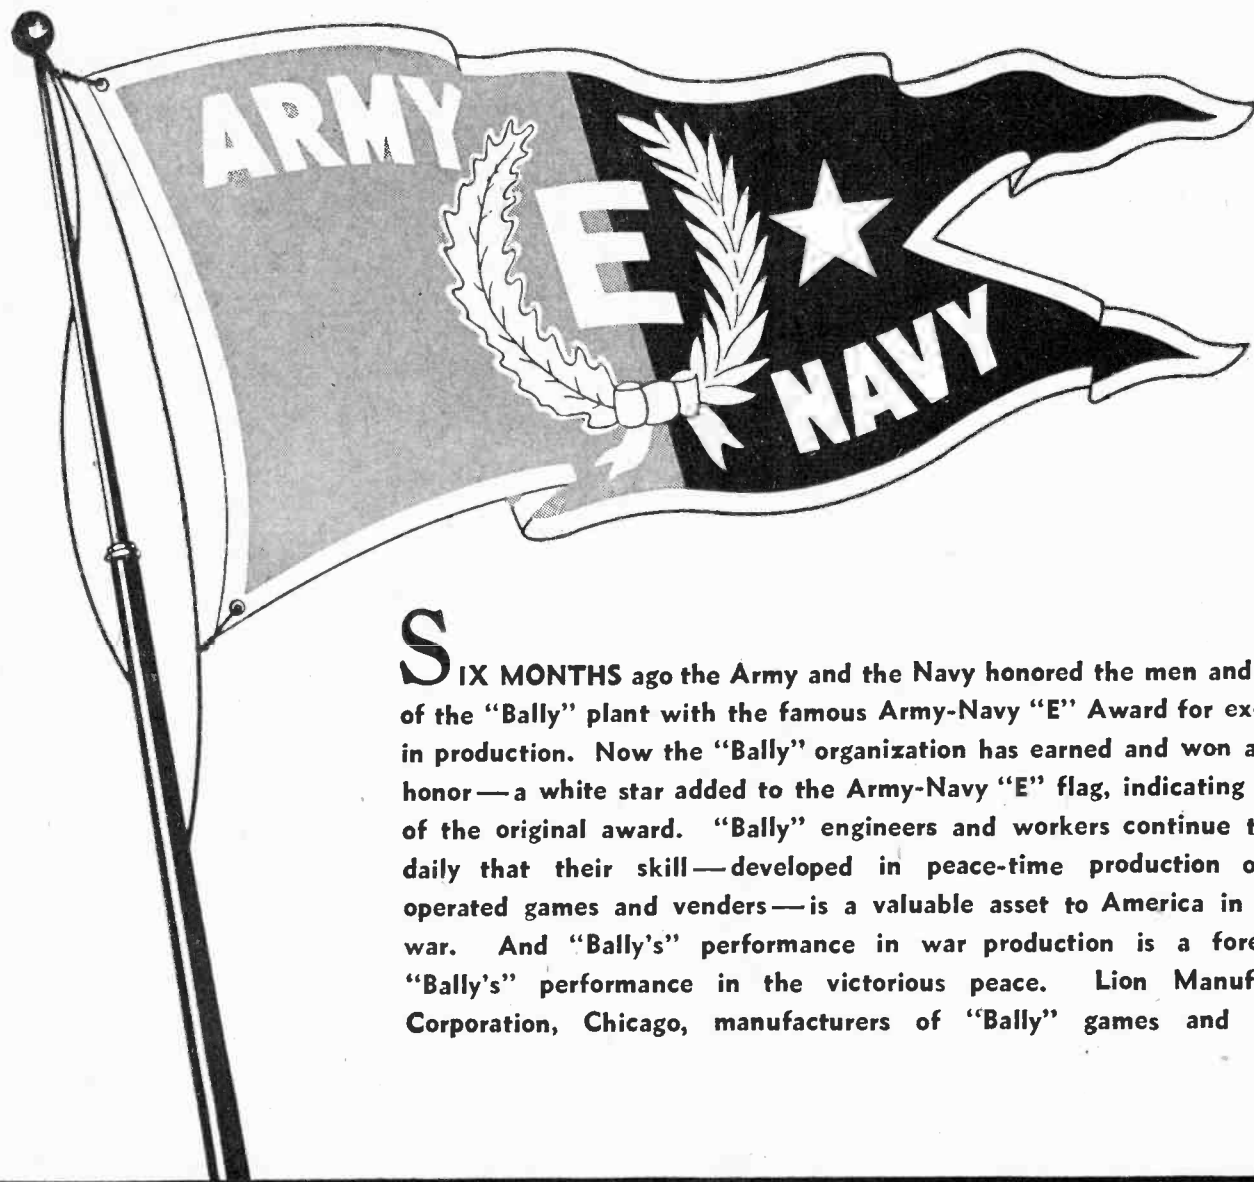 ARMY
E
NAVY
SIX MONTHS ago the Army and the Navy honored the men and
of the “Bally” plant with the famous Army-Navy “E” Award for ex-
in production. Now the “Bally” organization has earned and won a
honor—a white star added to the Army-Navy “E” flag, indicating
of the original award. “Bally” engineers and workers continue t
daily that their skill—developed in peace-time production o
operated games and venders—is a valuable asset to America in
war. And “Bally’s” performance in war production is a fore
“Bally’s” performance in the victorious peace. Lion Manuf
Corporation, Chicago, manufacturers of “Bally” games and